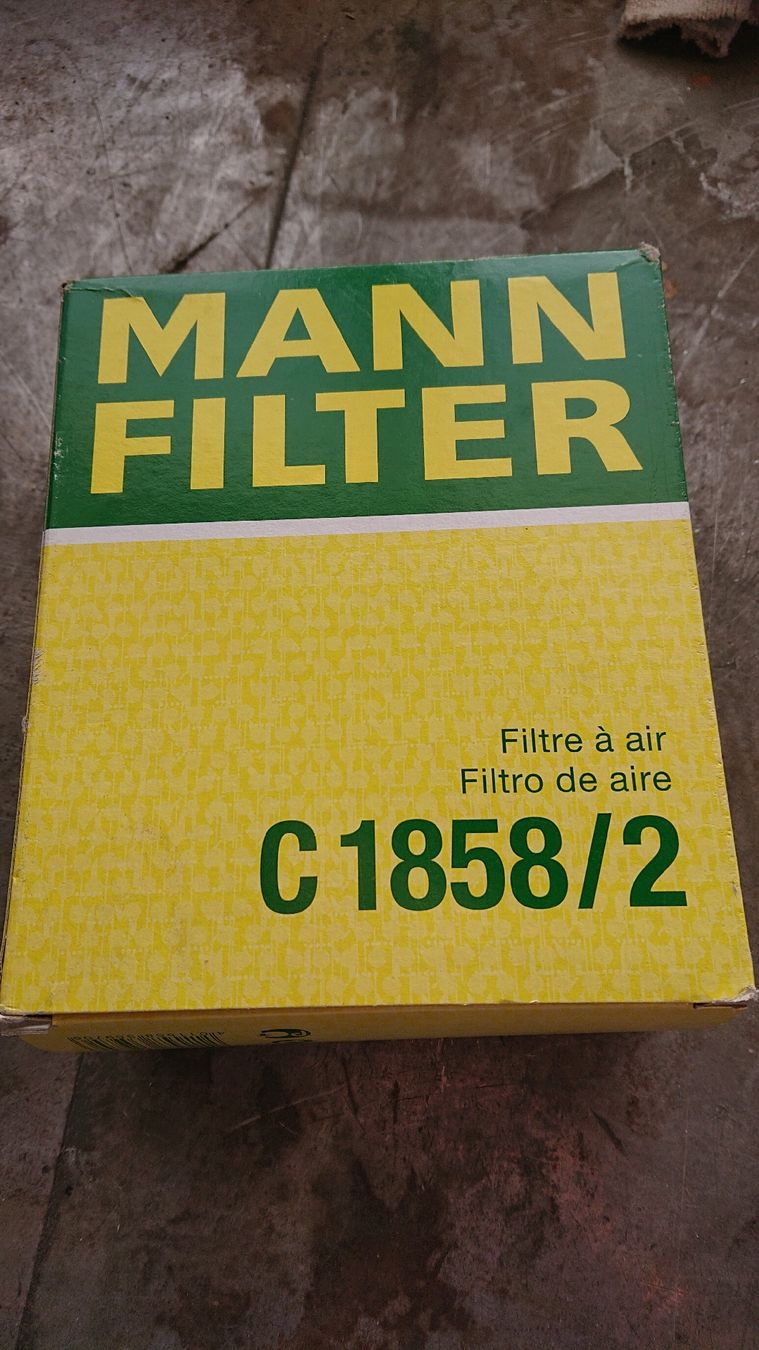 MANN
FILTER
Filtre à air
Filtro de aire
C 1858/2